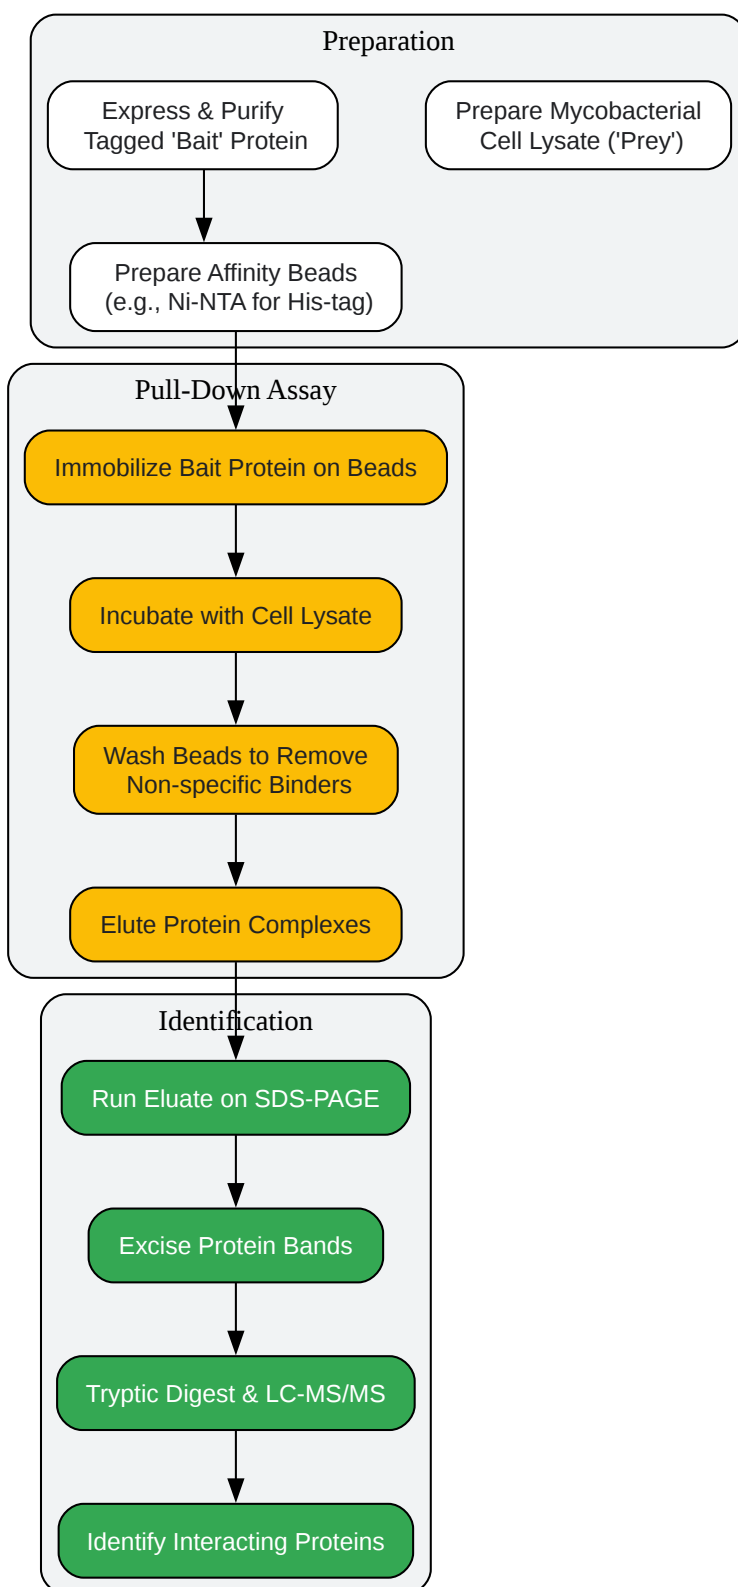 Preparation
Express & Purify
Tagged 'Bait' Protein
Prepare Mycobacterial
Cell Lysate ('Prey')
Prepare Affinity Beads
(e.g., Ni-NTA for His-tag)
Pull-Down Assay
Immobilize Bait Protein on Beads
Incubate with Cell Lysate
Wash Beads to Remove
Non-specific Binders
Elute Protein Complexes
Identification
Run Eluate on SDS-PAGE
Excise Protein Bands
Tryptic Digest & LC-MS/MS
Identify Interacting Proteins